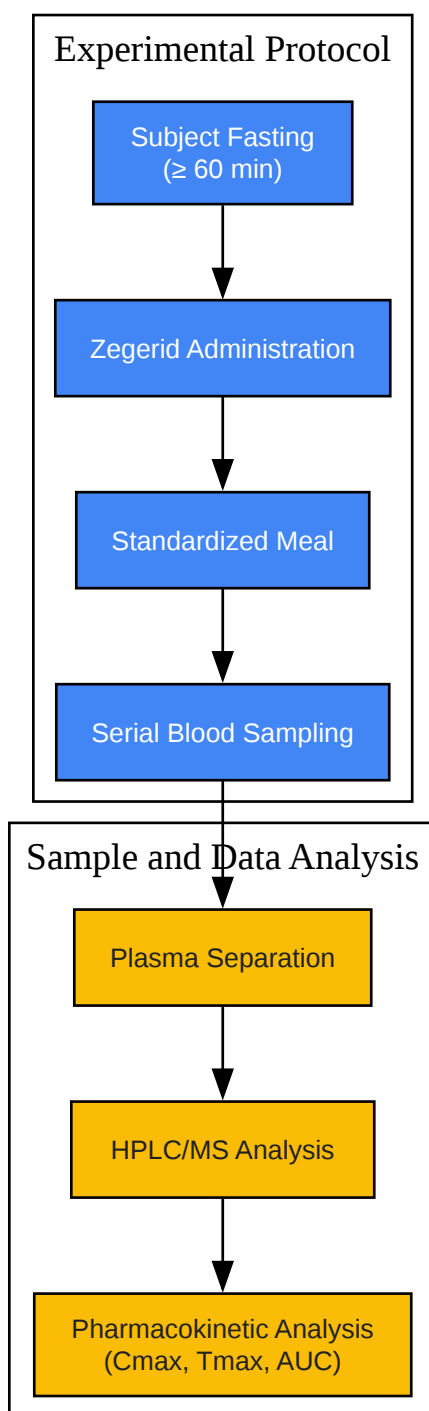 Experimental Protocol
Subject Fasting
(≥ 60 min)
Zegerid Administration
Standardized Meal
Serial Blood Sampling
Sample and Data Analysis
Plasma Separation
HPLC/MS Analysis
Pharmacokinetic Analysis
(Cmax, Tmax, AUC)